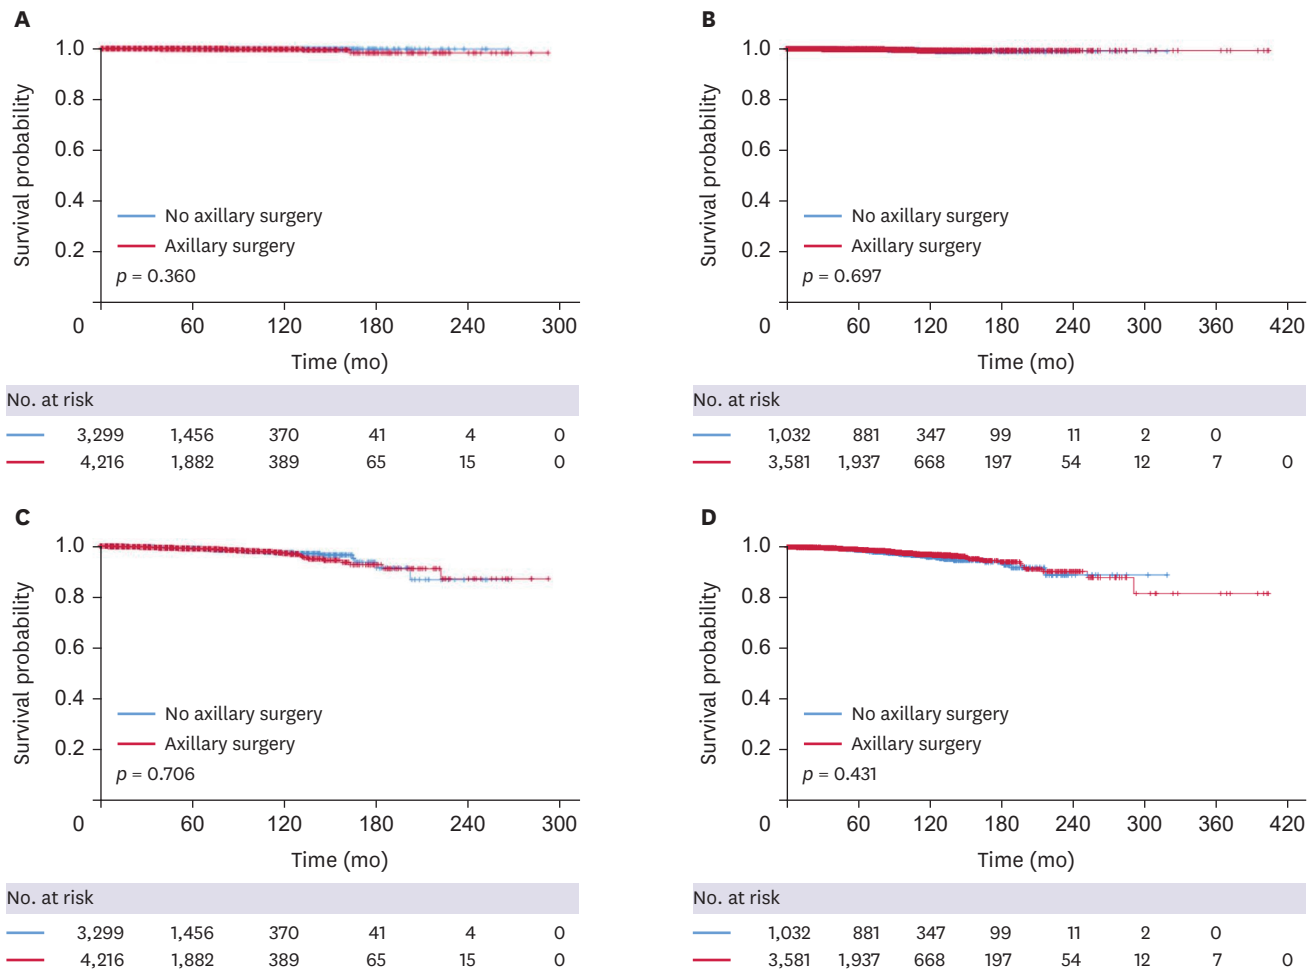 A
1.0
0.8
0.6
0.4
0.2
Survival probability
No axillary surgery
Axillary surgery
p = 0.360
0 60 120 180 240 300
Time (mo)
No. at risk
3,299 1,456 370 41 4 0
4,216 1,882 389 65 15 0
B
1.0
0.8
0.6
0.4
0.2
Survival probability
No axillary surgery
Axillary surgery
p = 0.697
0 60 120 180 240 300 360 420
Time (mo)
No. at risk
1,032 881 347 99 11 2 0
3,581 1,937 668 197 54 12 7 0
C
1.0
0.8
0.6
0.4
0.2
Survival probability
No axillary surgery
Axillary surgery
p = 0.706
0 60 120 180 240 300
Time (mo)
No. at risk
3,299 1,456 370 41 4 0
4,216 1,882 389 65 15 0
D
1.0
0.8
0.6
0.4
0.2
Survival probability
No axillary surgery
Axillary surgery
p = 0.431
0 60 120 180 240 300 360 420
Time (mo)
No. at risk
1,032 881 347 99 11 2 0
3,581 1,937 668 197 54 12 7 0